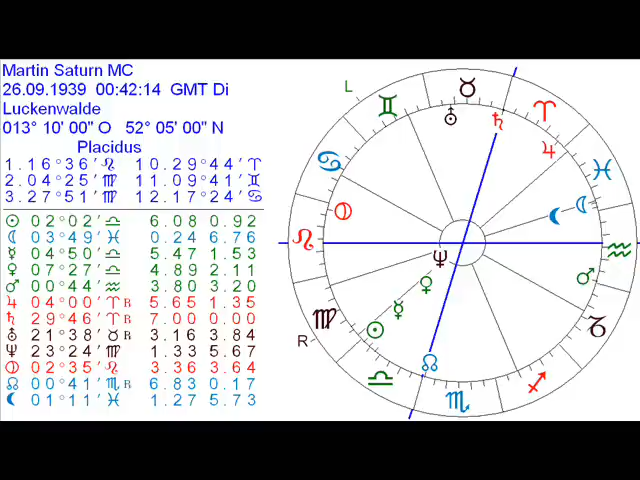 Martin Saturn MC
26.09.1939 00:42:14 GMT Di
Luckenwalde
013° 10' 00" O 52° 05' 00" N
Placidus
1.16°36'♌ 10.29°44'♈
2.04°25'♍ 11.09°41'♊
3.27°51'♍ 12.17°24'♋
☉ 02°02'♎ 6.08 0.92
☾ 03°49'♓ 0.24 6.76
☿ 04°50'♎ 5.47 1.53
♀ 07°27'♎ 4.89 2.11
♂ 00°44'♒ 3.80 3.20
♃ 04°00'♈ R 5.65 1.35
♄ 29°46'♈ R 7.00 0.00
⛢ 21°38'♉ R 3.16 3.84
♆ 23°24'♍ 1.33 5.67
02°35'♌ 3.36 3.64
☊ 00°41'♏ R 6.83 0.17
⚸ 01°11'♓ 1.27 5.73
L
R